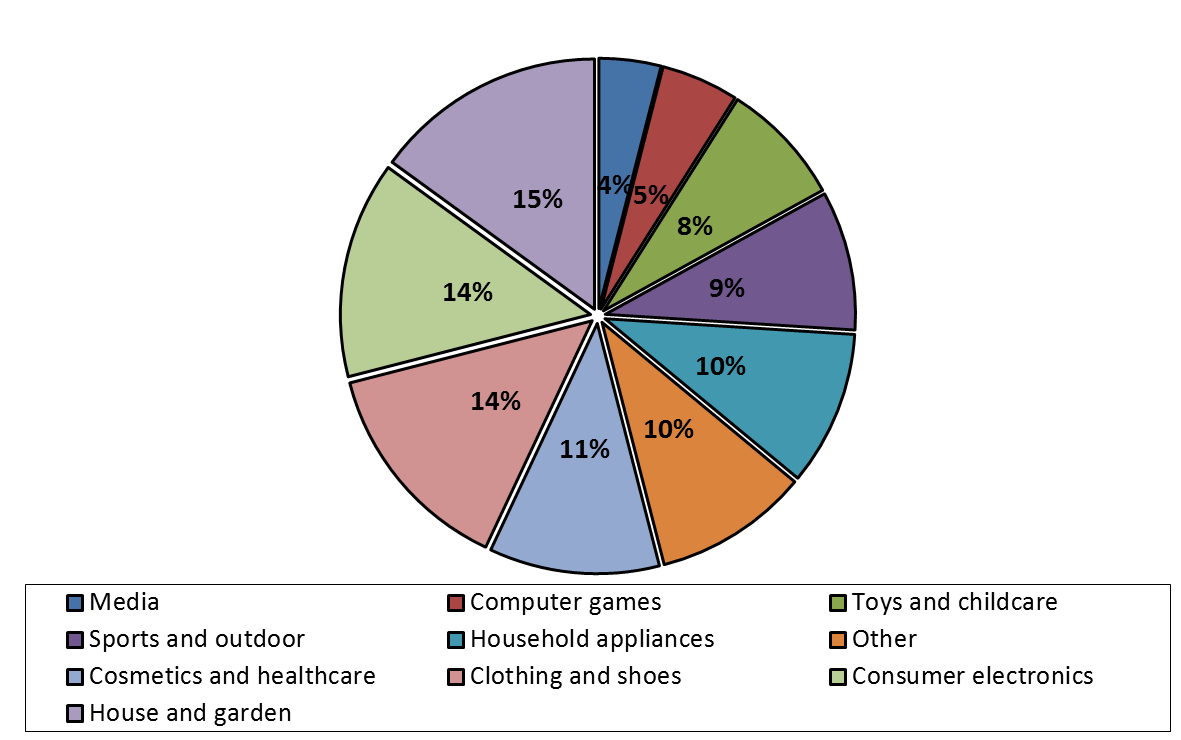 4%
5%
15%
8%
9%
14%
10%
14%
10%
11%
Media
Computer games
Toys and childcare
Sports and outdoor
Household appliances
Other
Cosmetics and healthcare
Clothing and shoes
Consumer electronics
House and garden